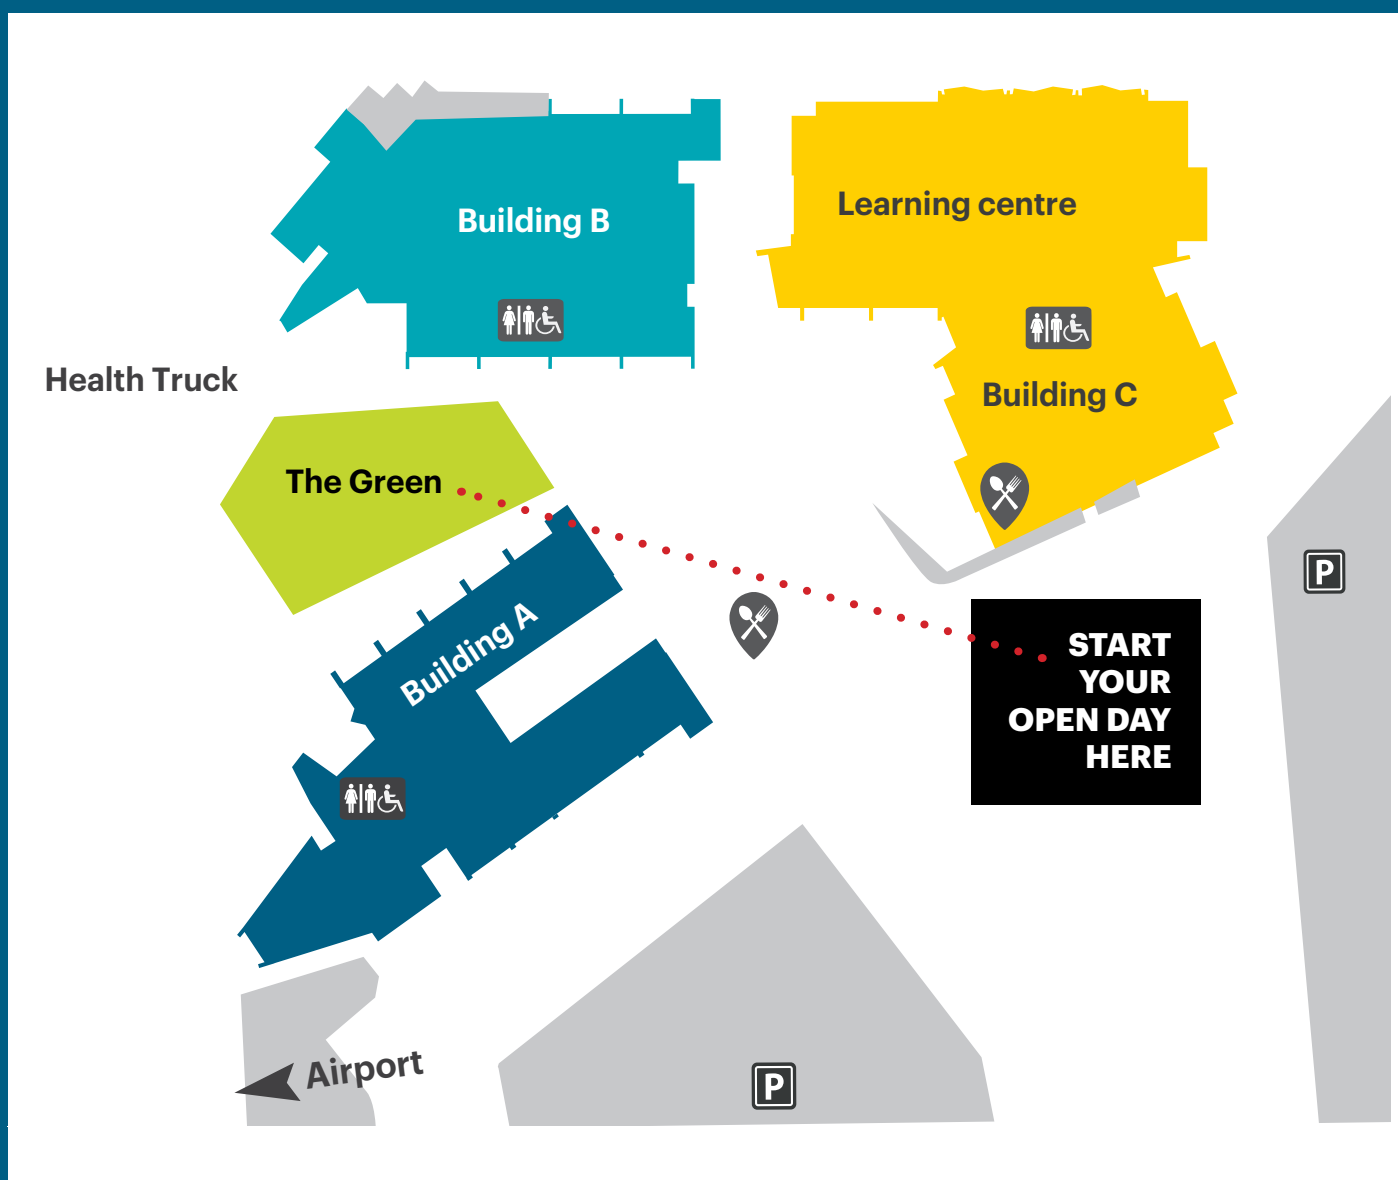 Learning centre
Building B
Health Truck
Building C
The Green
P
Building A
START
YOUR
OPEN DAY
HERE
Airport
P